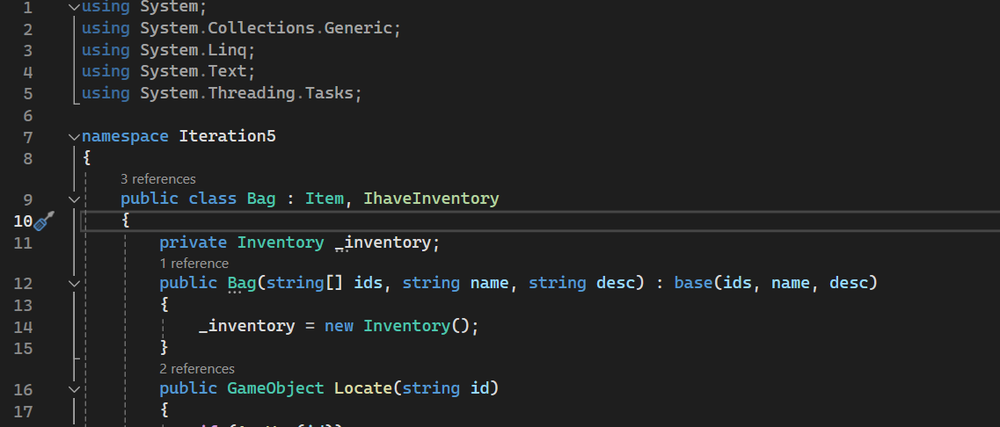 1 using System;
2 using System.Collections.Generic;
3 using System.Linq;
4 using System.Text;
5 using System.Threading.Tasks;
6
7 namespace Iteration5
8 {
3 references
9 public class Bag : Item, IhaveInventory
10 {
11 private Inventory _inventory;
1 reference
12 public Bag(string[] ids, string name, string desc) : base(ids, name, desc)
13 {
14 _inventory = new Inventory();
15 }
2 references
16 public GameObject Locate(string id)
17 {